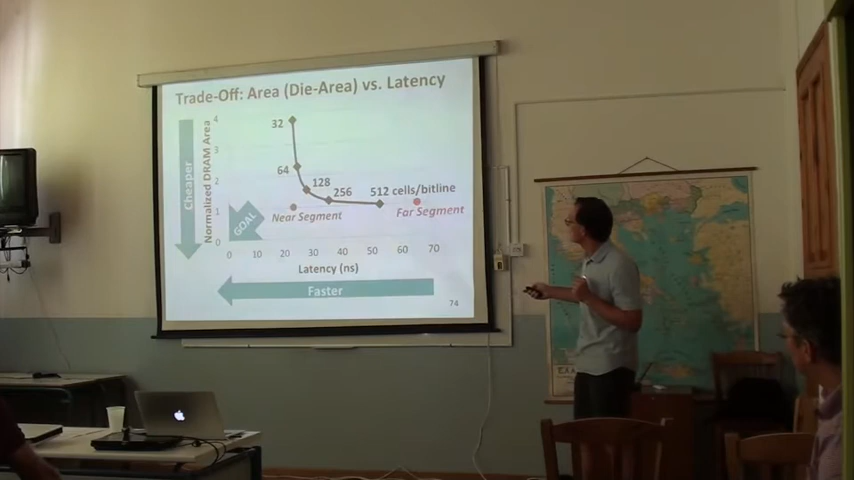 Trade-Off: Area (Die-Area) vs. Latency
Cheaper
Normalized DRAM Area
4
3
2
1
0
32
64
128
256
512 cells/bitline
GOAL
Near Segment
Far Segment
0 10 20 30 40 50 60 70
Latency (ns)
Faster
74